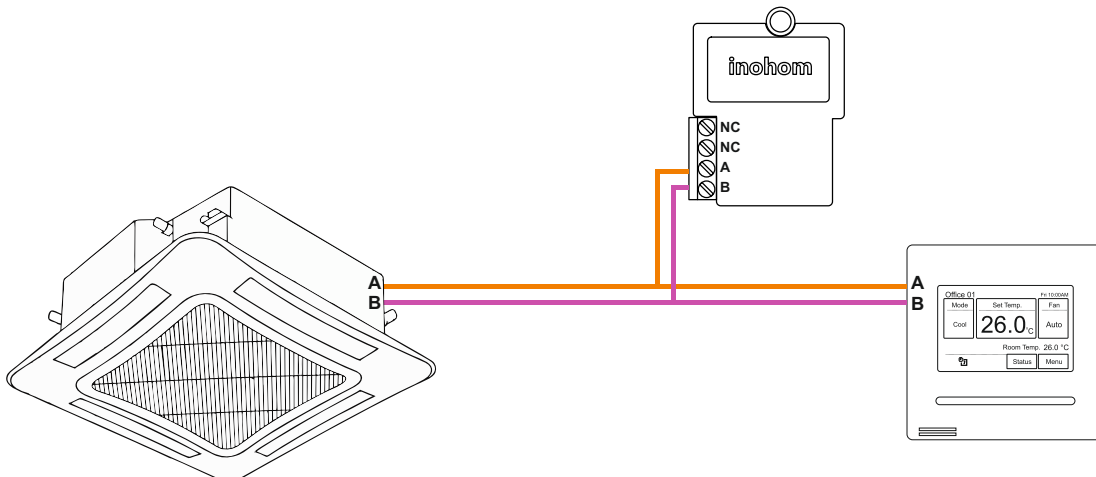 inohom
NC
NC
A
B
A
B
A
B
Office 01
Fri 10:00AM
Mode
Set Temp.
Fan
Cool
26.0°C
Auto
Room Temp. 26.0 °C
Status
Menu